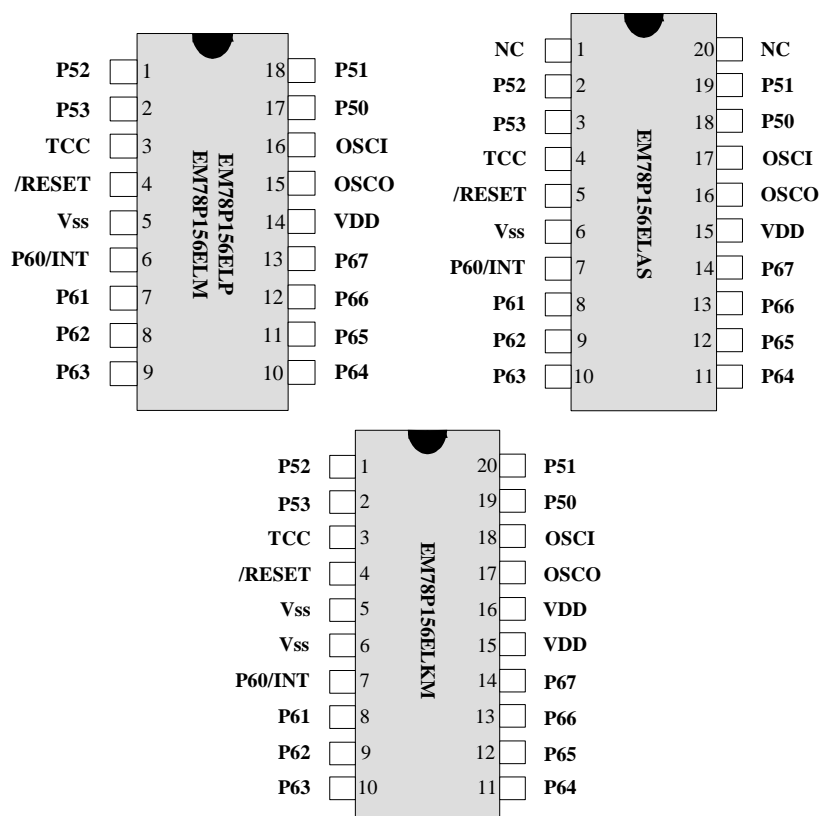 P52 1 18 P51
P53 2 17 P50
TCC 3 16 OSCI
/RESET 4 15 OSCO
Vss 5 14 VDD
P60/INT 6 13 P67
P61 7 12 P66
P62 8 11 P65
P63 9 10 P64
EM78P156ELP
EM78P156ELM
NC 1 20 NC
P52 2 19 P51
P53 3 18 P50
TCC 4 17 OSCI
/RESET 5 16 OSCO
Vss 6 15 VDD
P60/INT 7 14 P67
P61 8 13 P66
P62 9 12 P65
P63 10 11 P64
EM78P156ELAS
P52 1 20 P51
P53 2 19 P50
TCC 3 18 OSCI
/RESET 4 17 OSCO
Vss 5 16 VDD
Vss 6 15 VDD
P60/INT 7 14 P67
P61 8 13 P66
P62 9 12 P65
P63 10 11 P64
EM78P156ELKM